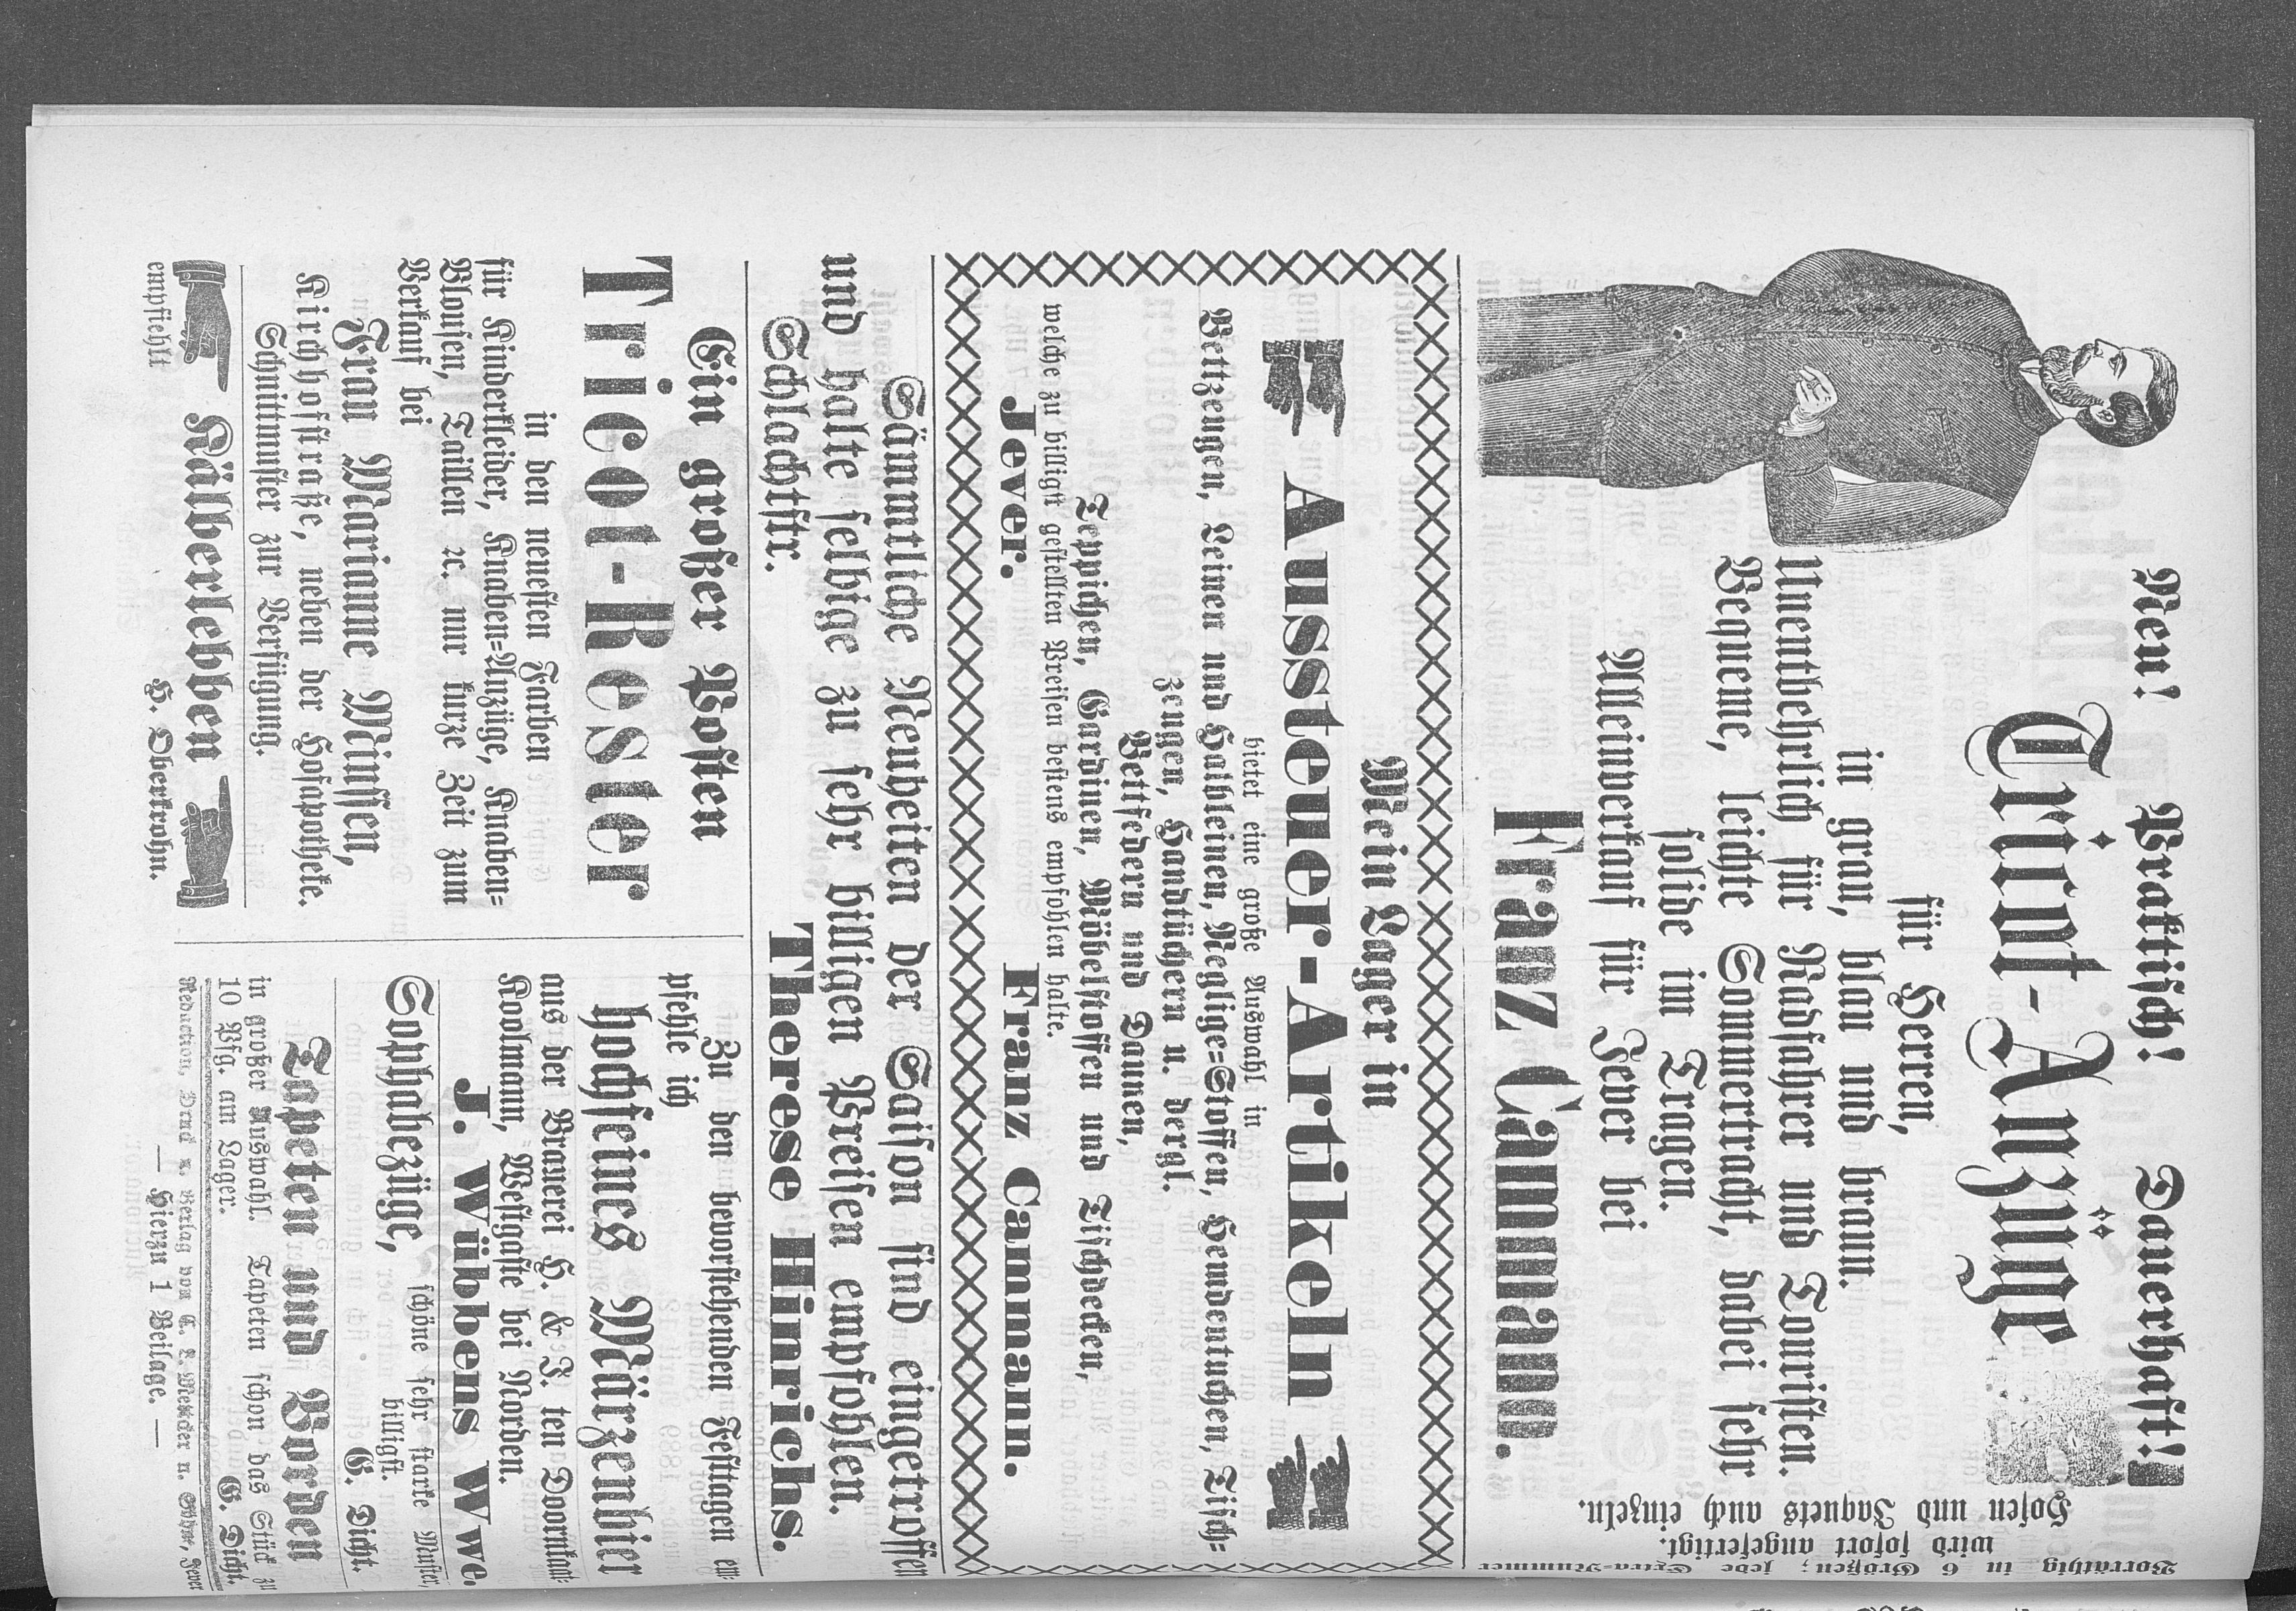 Neu! Praktisch! Dauerhaft!
Tricot-Anzüge
für Herren,
in grau, blau und braun.
Unentbehrlich für Radfahrer und Touristen.
Bequeme, leichte Sommertracht, dabei sehr
solide im Tragen.
Alleinverkauf für Jever bei
Franz Cammann.
Vorräthig in 6 Größen; jede Extra-Nummer
wird sofort angefertigt.
Hosen und Jaquets auch einzeln.
Mein Lager in
Aussteuer-Artikeln
bietet eine große Auswahl in
Bettzeugen, Leinen und Halbleinen, Neglige=Stoffen, Hemdentuchen, Tisch=
zeugen, Handtüchern u. dergl.
Bettfedern und Daunen,
Teppichen, Gardinen, Möbelstoffen und Tischdecken,
welche zu billigst gestellten Preisen bestens empfohlen halte.
Jever. Franz Cammann.
Sämmtliche Neuheiten der Saison sind eingetroffen
und halte selbige zu sehr billigen Preisen empfohlen.
Schlachtstr. Therese Hinrichs.
Ein großer Posten
Tricot-Rester
in den neuesten Farben
für Kinderkleider, Knaben=Anzüge, Knaben=
Blousen, Taillen ꝛc. nur kurze Zeit zum
Verkauf bei
Frau Marianne Winssen,
Kirchhofstraße, neben der Hofapotheke.
Schnittmuster zur Verfügung.
Kälberlebben
empfiehlt H. Oberkrohn.
Zu den bevorstehenden Festtagen em=
pfehle ich
hochfeines Märzenbier
aus der Brauerei H. & J. ten Doornkaat=
Koolmann, Westgaste bei Norden.
J. Wübbens Wwe.
Sophabezüge, schöne sehr starke Muster,
billigst.
G. Dicht.
Tapeten und Borden
in großer Auswahl. Tapeten schon das Stück zu
10 Pfg. am Lager.
G. Dicht.
Redaction, Druck u. Verlag von C. L. Mettcker u. Söhne, Jever
— Hierzu 1 Beilage. —